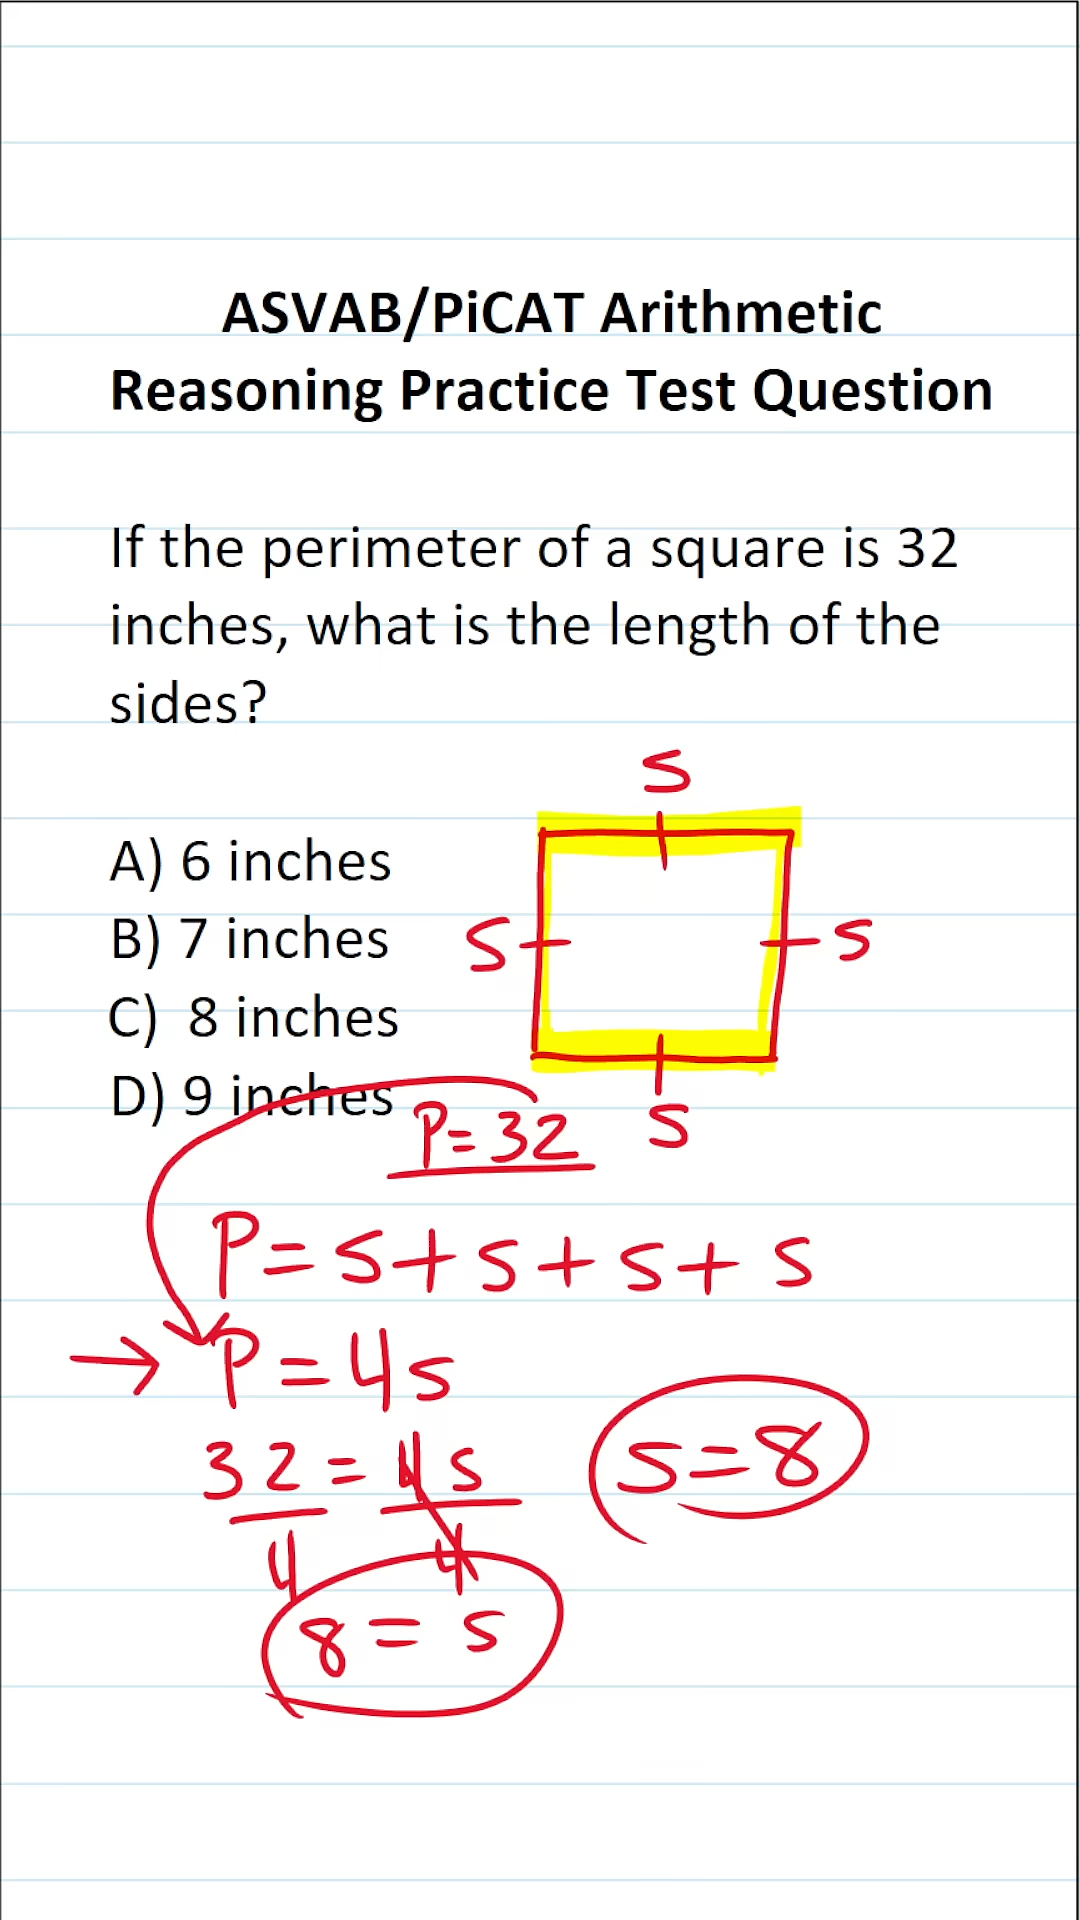 ASVAB/PiCAT Arithmetic
Reasoning Practice Test Question
If the perimeter of a square is 32
inches, what is the length of the
sides?
A) 6 inches
B) 7 inches
C) 8 inches
D) 9 inches
s
s
s
s
P=32
P=s+s+s+s
→ P=4s
32=4s
4 4
8=s
s=8